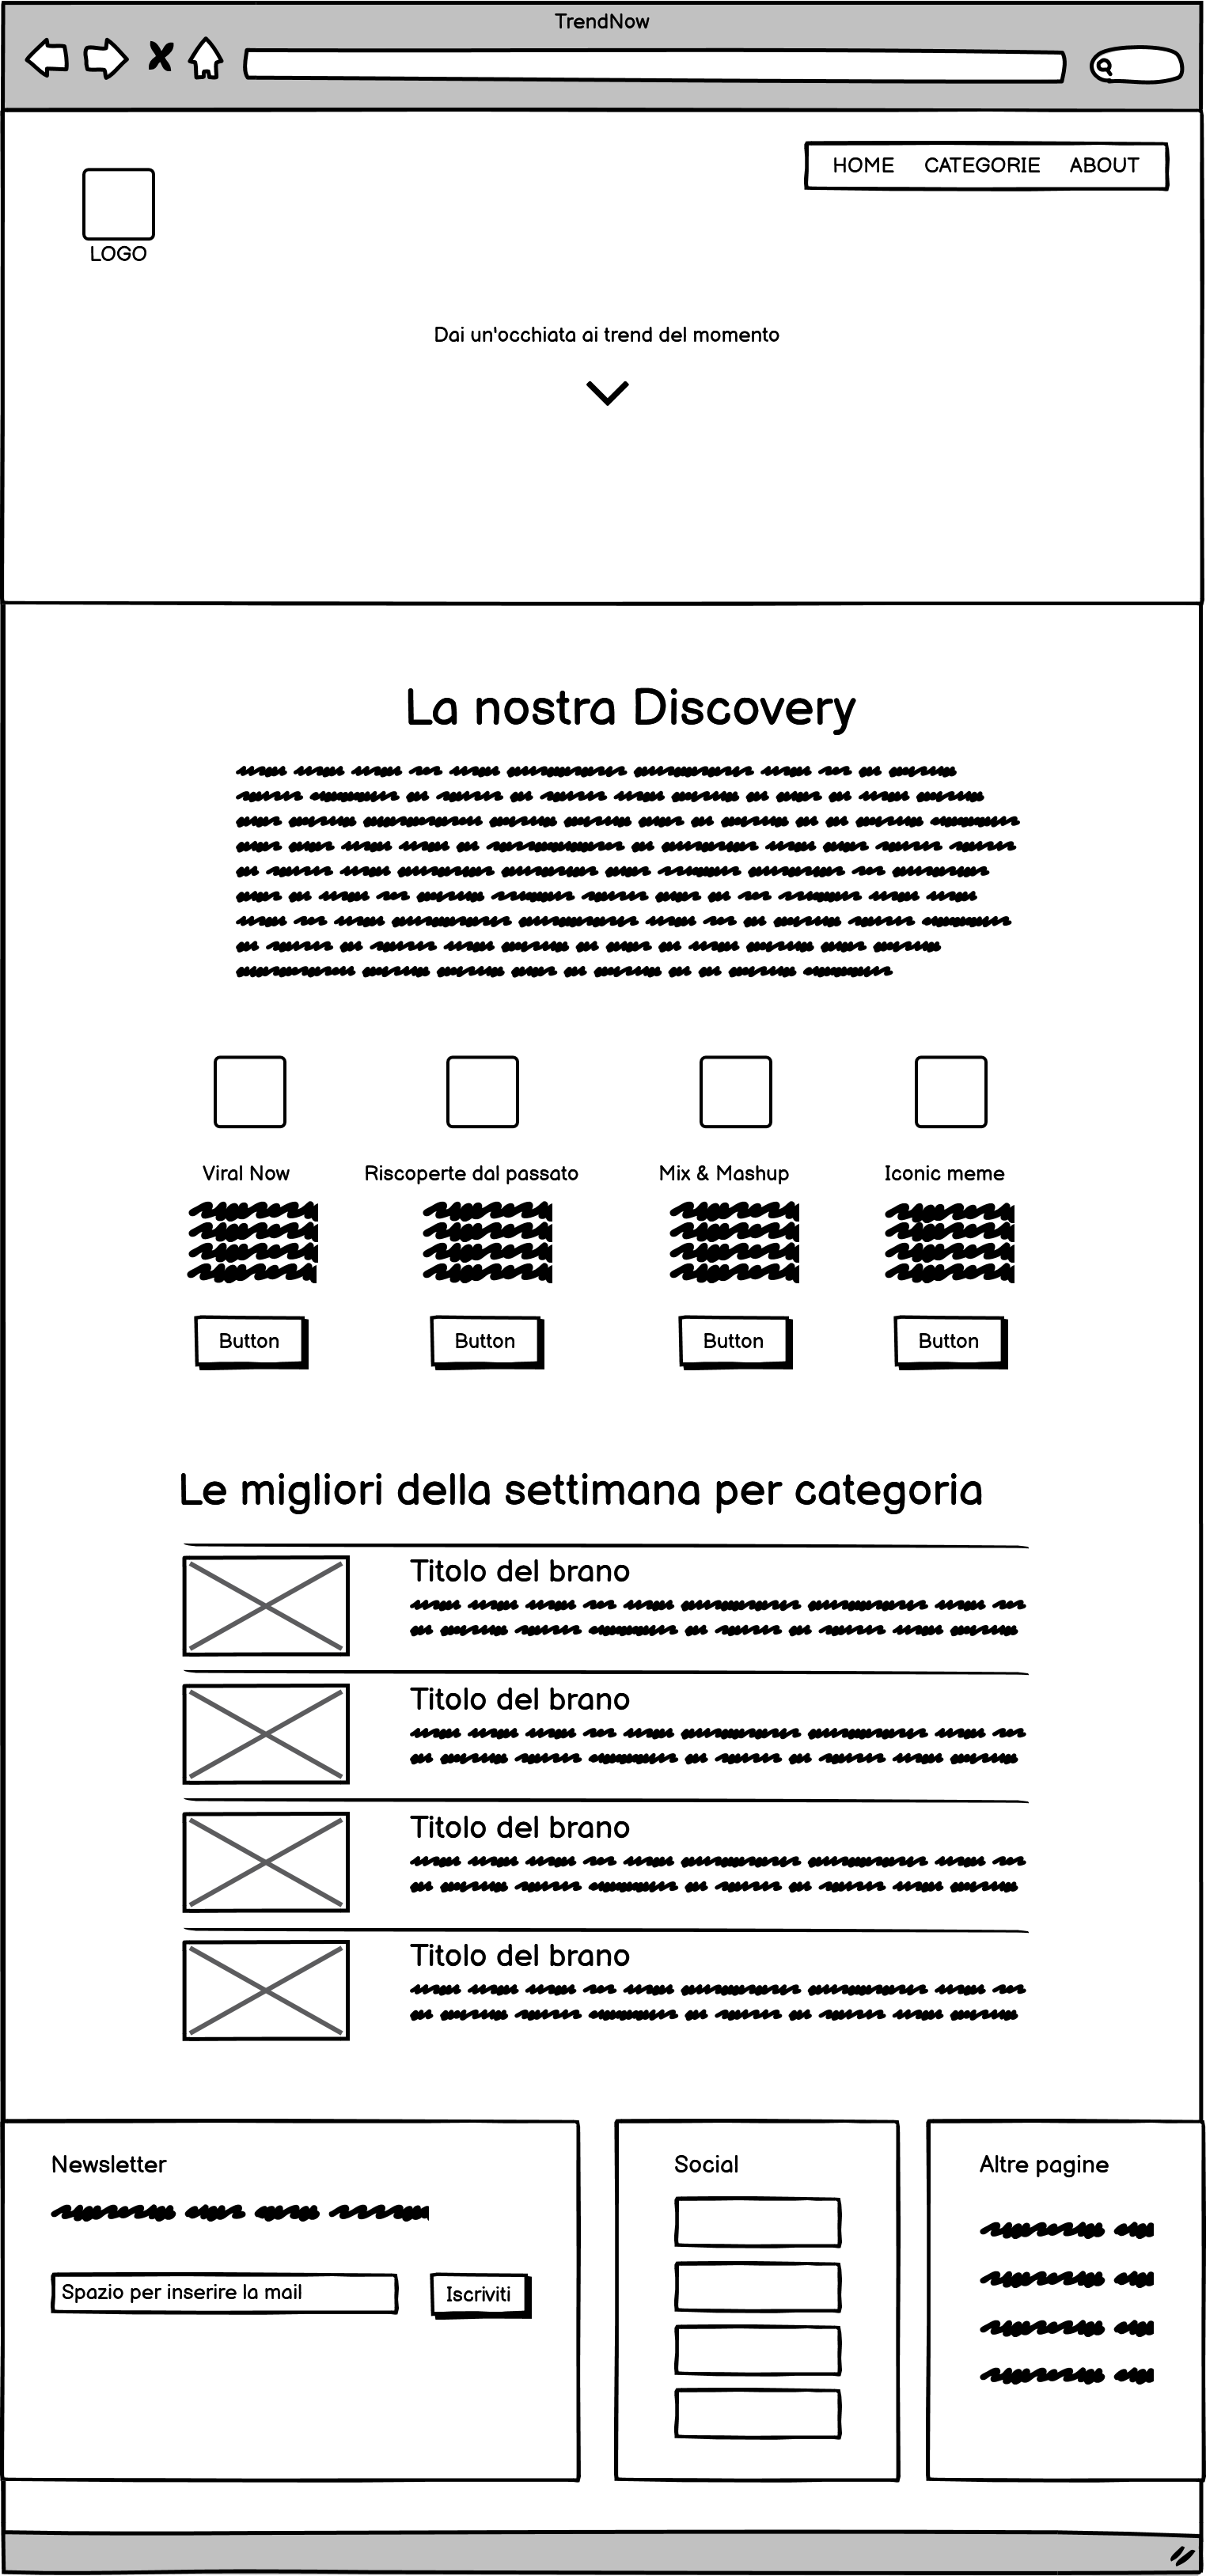 TrendNow
HOME CATEGORIE ABOUT
LOGO
Dai un'occhiata ai trend del momento
La nostra Discovery
Viral Now
Riscoperte dal passato
Mix & Mashup
Iconic meme
Button
Button
Button
Button
Le migliori della settimana per categoria
Titolo del brano
Titolo del brano
Titolo del brano
Titolo del brano
Newsletter
Spazio per inserire la mail
Iscriviti
Social
Altre pagine